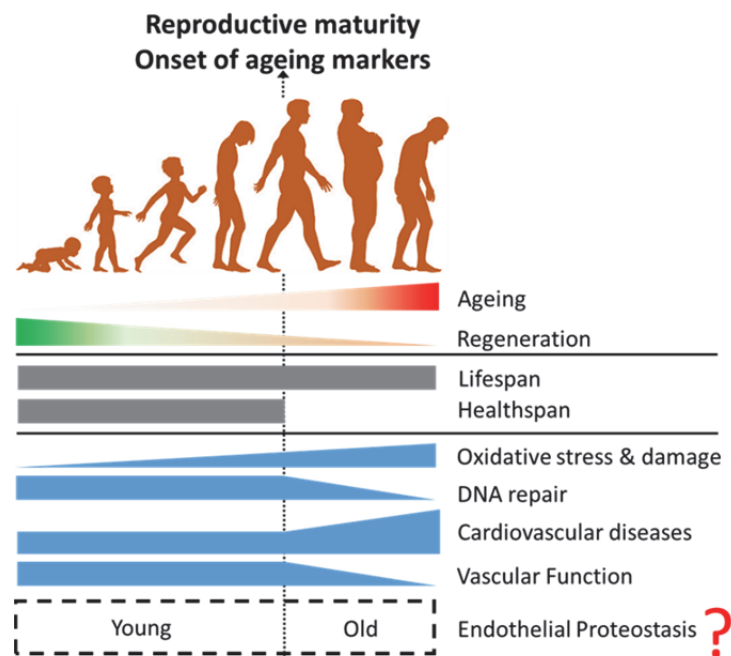 Reproductive maturity
Onset of ageing markers
Ageing
Regeneration
Lifespan
Healthspan
Oxidative stress & damage
DNA repair
Cardiovascular diseases
Vascular Function
Young Old Endothelial Proteostasis ?